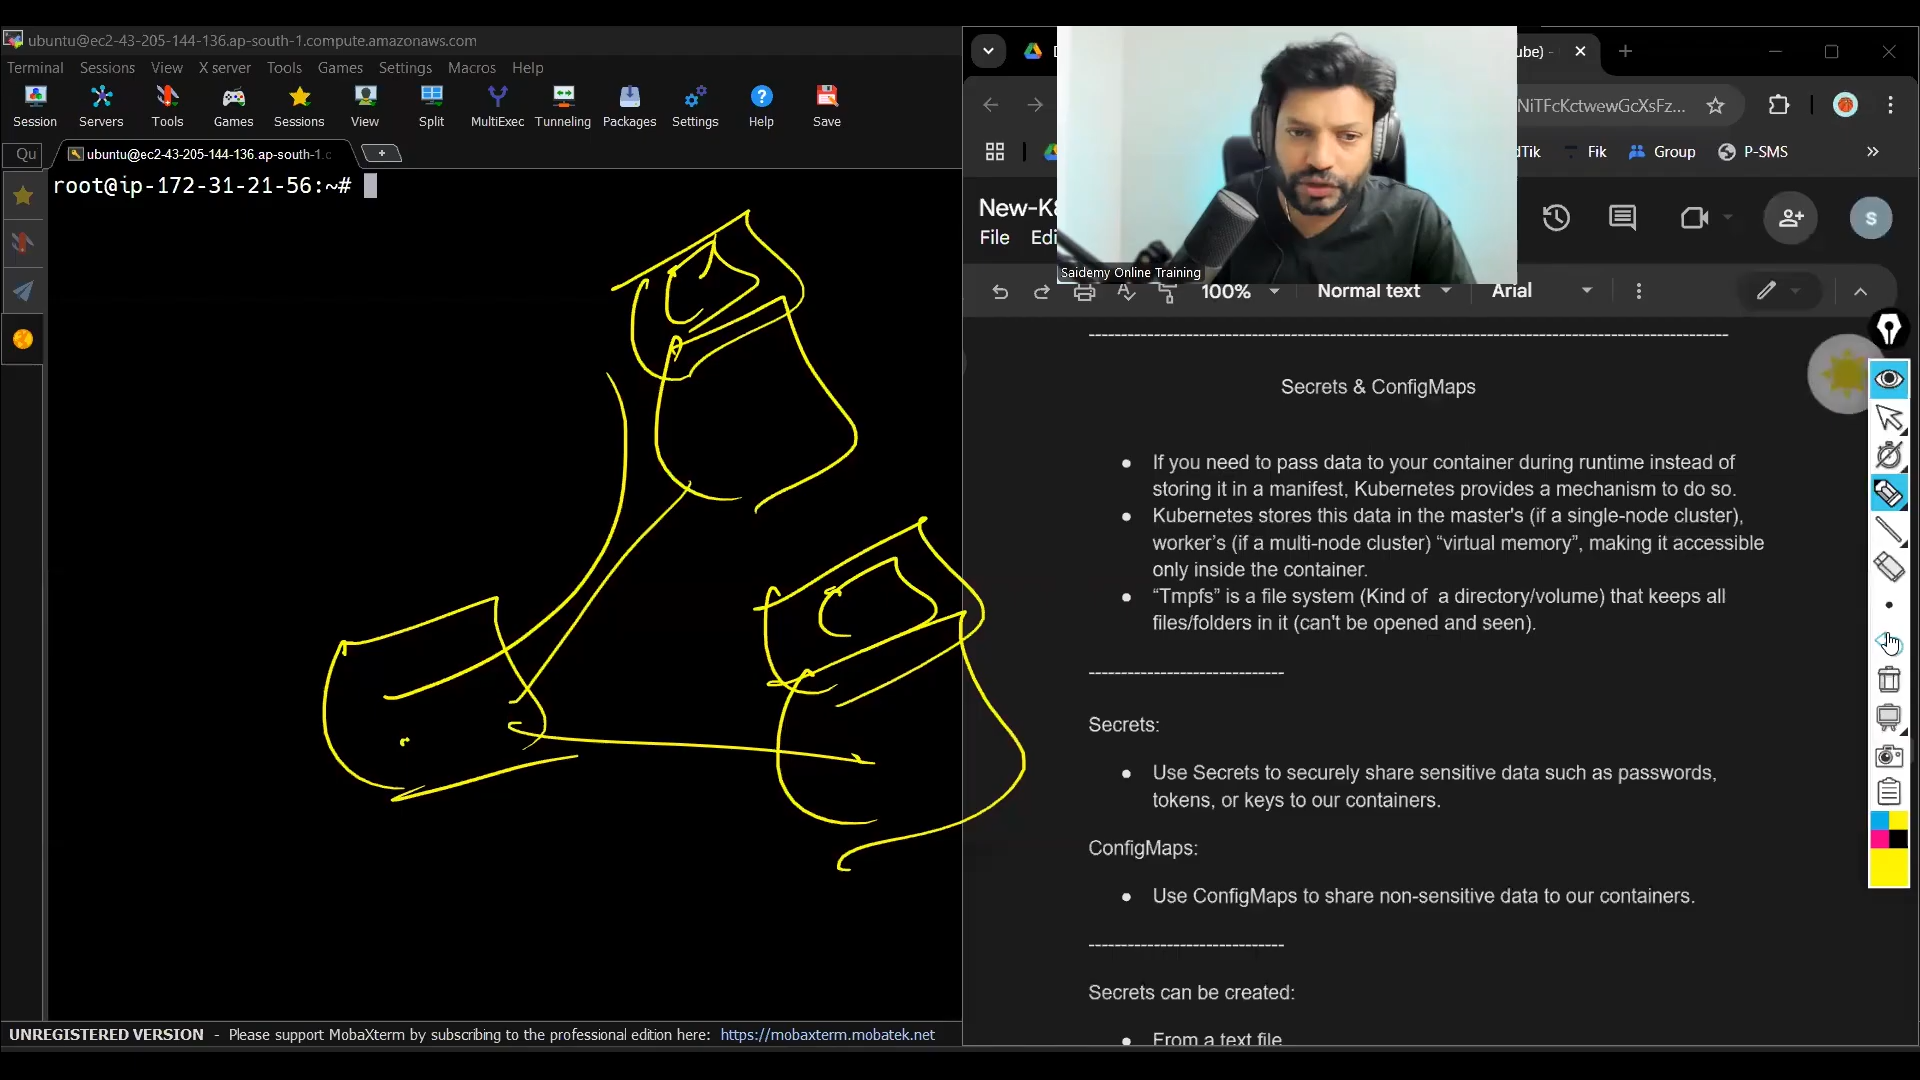 ubuntu@ec2-43-205-144-136.ap-south-1.compute.amazonaws.com
Terminal Sessions View X server Tools Games Settings Macros Help
Session Servers Tools Games Sessions View Split MultiExec Tunneling Packages Settings Help Save
Qu
ubuntu@ec2-43-205-144-136.ap-south-1.c
root@ip-172-31-21-56:~#
UNREGISTERED VERSION - Please support MobaXterm by subscribing to the professional edition here: https://mobaxterm.mobatek.net
ube) -
NiTFcKctwewGcXsFz...
dTik Fik Group P-SMS
New-K8
File Edi
S
Saidemy Online Training
100% Normal text Arial
--------------------------------------------------------------------------------------------------
Secrets & ConfigMaps
● If you need to pass data to your container during runtime instead of
storing it in a manifest, Kubernetes provides a mechanism to do so.
● Kubernetes stores this data in the master's (if a single-node cluster),
worker’s (if a multi-node cluster) “virtual memory”, making it accessible
only inside the container.
● “Tmpfs” is a file system (Kind of a directory/volume) that keeps all
files/folders in it (can't be opened and seen).
------------------------------
Secrets:
● Use Secrets to securely share sensitive data such as passwords,
tokens, or keys to our containers.
ConfigMaps:
● Use ConfigMaps to share non-sensitive data to our containers.
------------------------------
Secrets can be created:
● From a text file